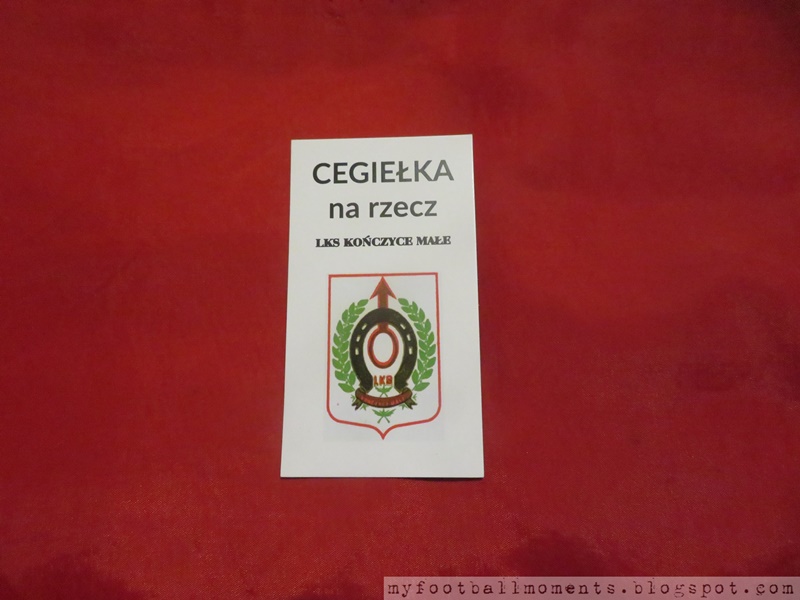 CEGIEŁKA
na rzecz
LKS KOŃCZYCE MAŁE
LKS
myfootballmoments.blogspot.com